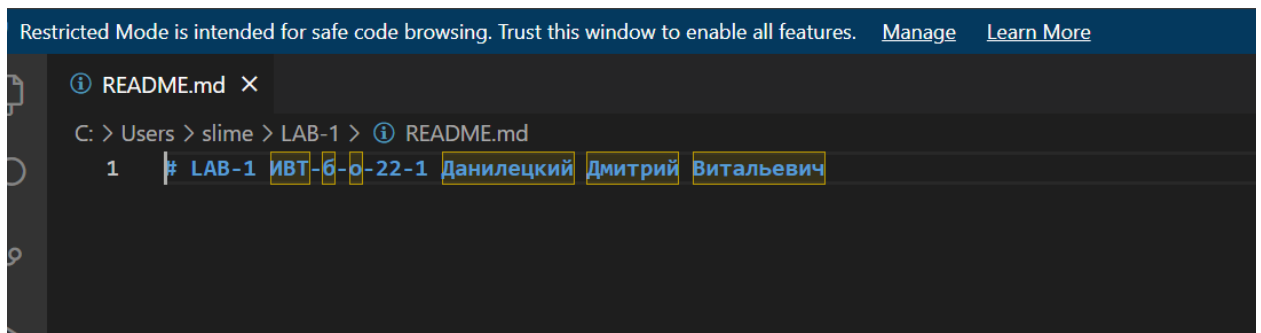 Restricted Mode is intended for safe code browsing. Trust this window to enable all features. Manage Learn More
README.md
C: > Users > slime > LAB-1 > README.md
1 # LAB-1 ИВТ-б-о-22-1 Данилецкий Дмитрий Витальевич